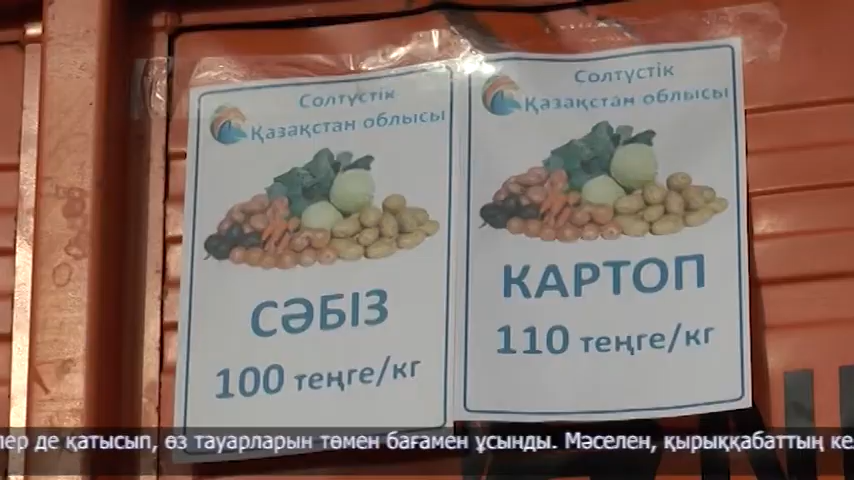 Солтүстік
Қазақстан облысы
СӘБІЗ
100 теңге/кг
Солтүстік
Қазақстан облысы
КАРТОП
110 теңге/кг
де қатысып, өз тауарларын төмен бағамен ұсынды. Мәселен, қырыққабаттың